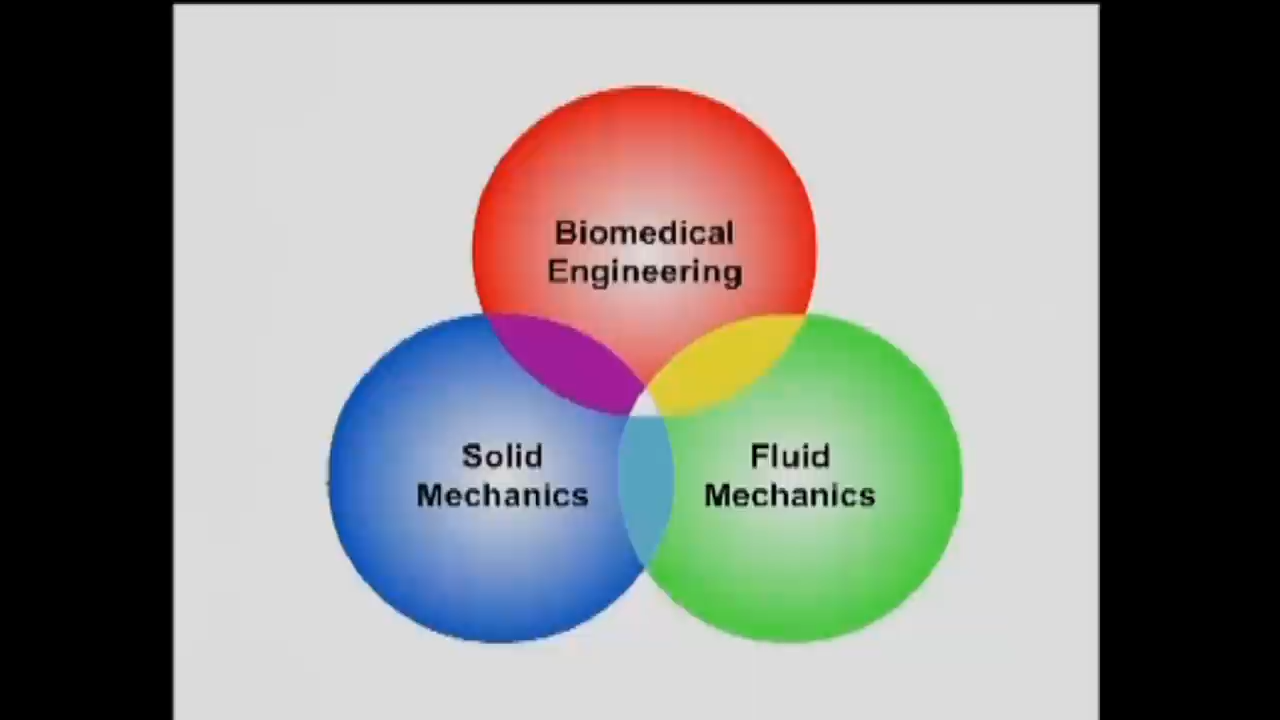 Biomedical
Engineering
Solid
Mechanics
Fluid
Mechanics